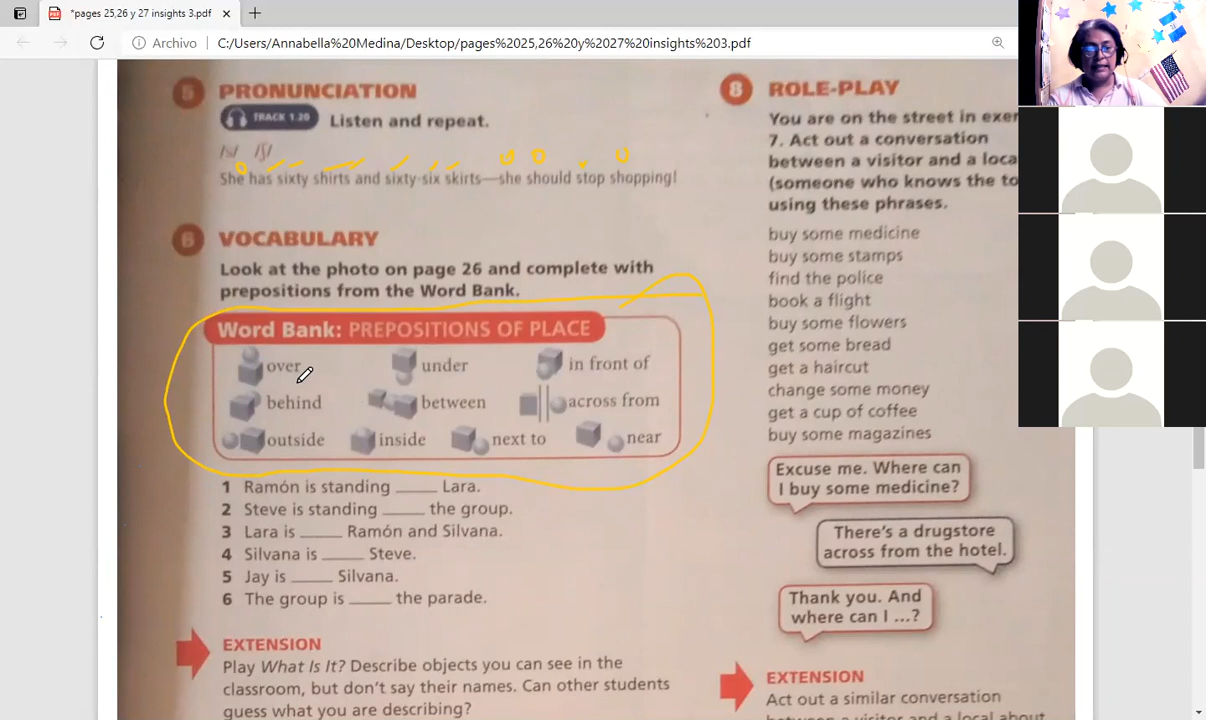 *pages 25,26 y 27 insights 3.pdf
Archivo
C:/Users/Annabella%20Medina/Desktop/pages%2025,26%20y%2027%20insights%203.pdf
5 PRONUNCIATION
TRACK 1.20 Listen and repeat.
/s/ /ʃ/
She has sixty shirts and sixty-six skirts—she should stop shopping!
6 VOCABULARY
Look at the photo on page 26 and complete with
prepositions from the Word Bank.
Word Bank: PREPOSITIONS OF PLACE
over under in front of
behind between across from
outside inside next to near
1 Ramón is standing _____ Lara.
2 Steve is standing _____ the group.
3 Lara is _____ Ramón and Silvana.
4 Silvana is _____ Steve.
5 Jay is _____ Silvana.
6 The group is _____ the parade.
EXTENSION
Play What Is It? Describe objects you can see in the
classroom, but don't say their names. Can other students
guess what you are describing?
8 ROLE-PLAY
You are on the street in exer
7. Act out a conversation
between a visitor and a loca
(someone who knows the to
using these phrases.
buy some medicine
buy some stamps
find the police
book a flight
buy some flowers
get some bread
get a haircut
change some money
get a cup of coffee
buy some magazines
Excuse me. Where can
I buy some medicine?
There's a drugstore
across from the hotel.
Thank you. And
where can I ...?
EXTENSION
Act out a similar conversation